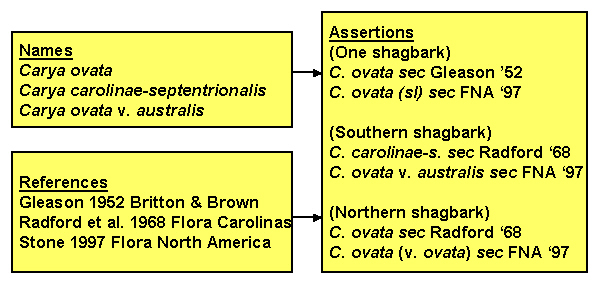 Names
Carya ovata
Carya carolinae-septentrionalis
Carya ovata v. australis
References
Gleason 1952 Britton & Brown
Radford et al. 1968 Flora Carolinas
Stone 1997 Flora North America
Assertions
(One shagbark)
C. ovata sec Gleason ’52
C. ovata (sl) sec FNA ‘97
(Southern shagbark)
C. carolinae-s. sec Radford ‘68
C. ovata v. australis sec FNA ‘97
(Northern shagbark)
C. ovata sec Radford ‘68
C. ovata (v. ovata) sec FNA ‘97